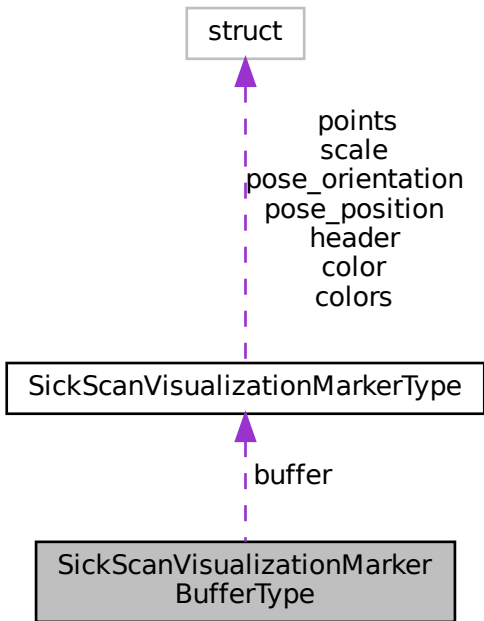 struct
points
scale
pose_orientation
pose_position
header
color
colors
SickScanVisualizationMarkerType
buffer
SickScanVisualizationMarker
BufferType